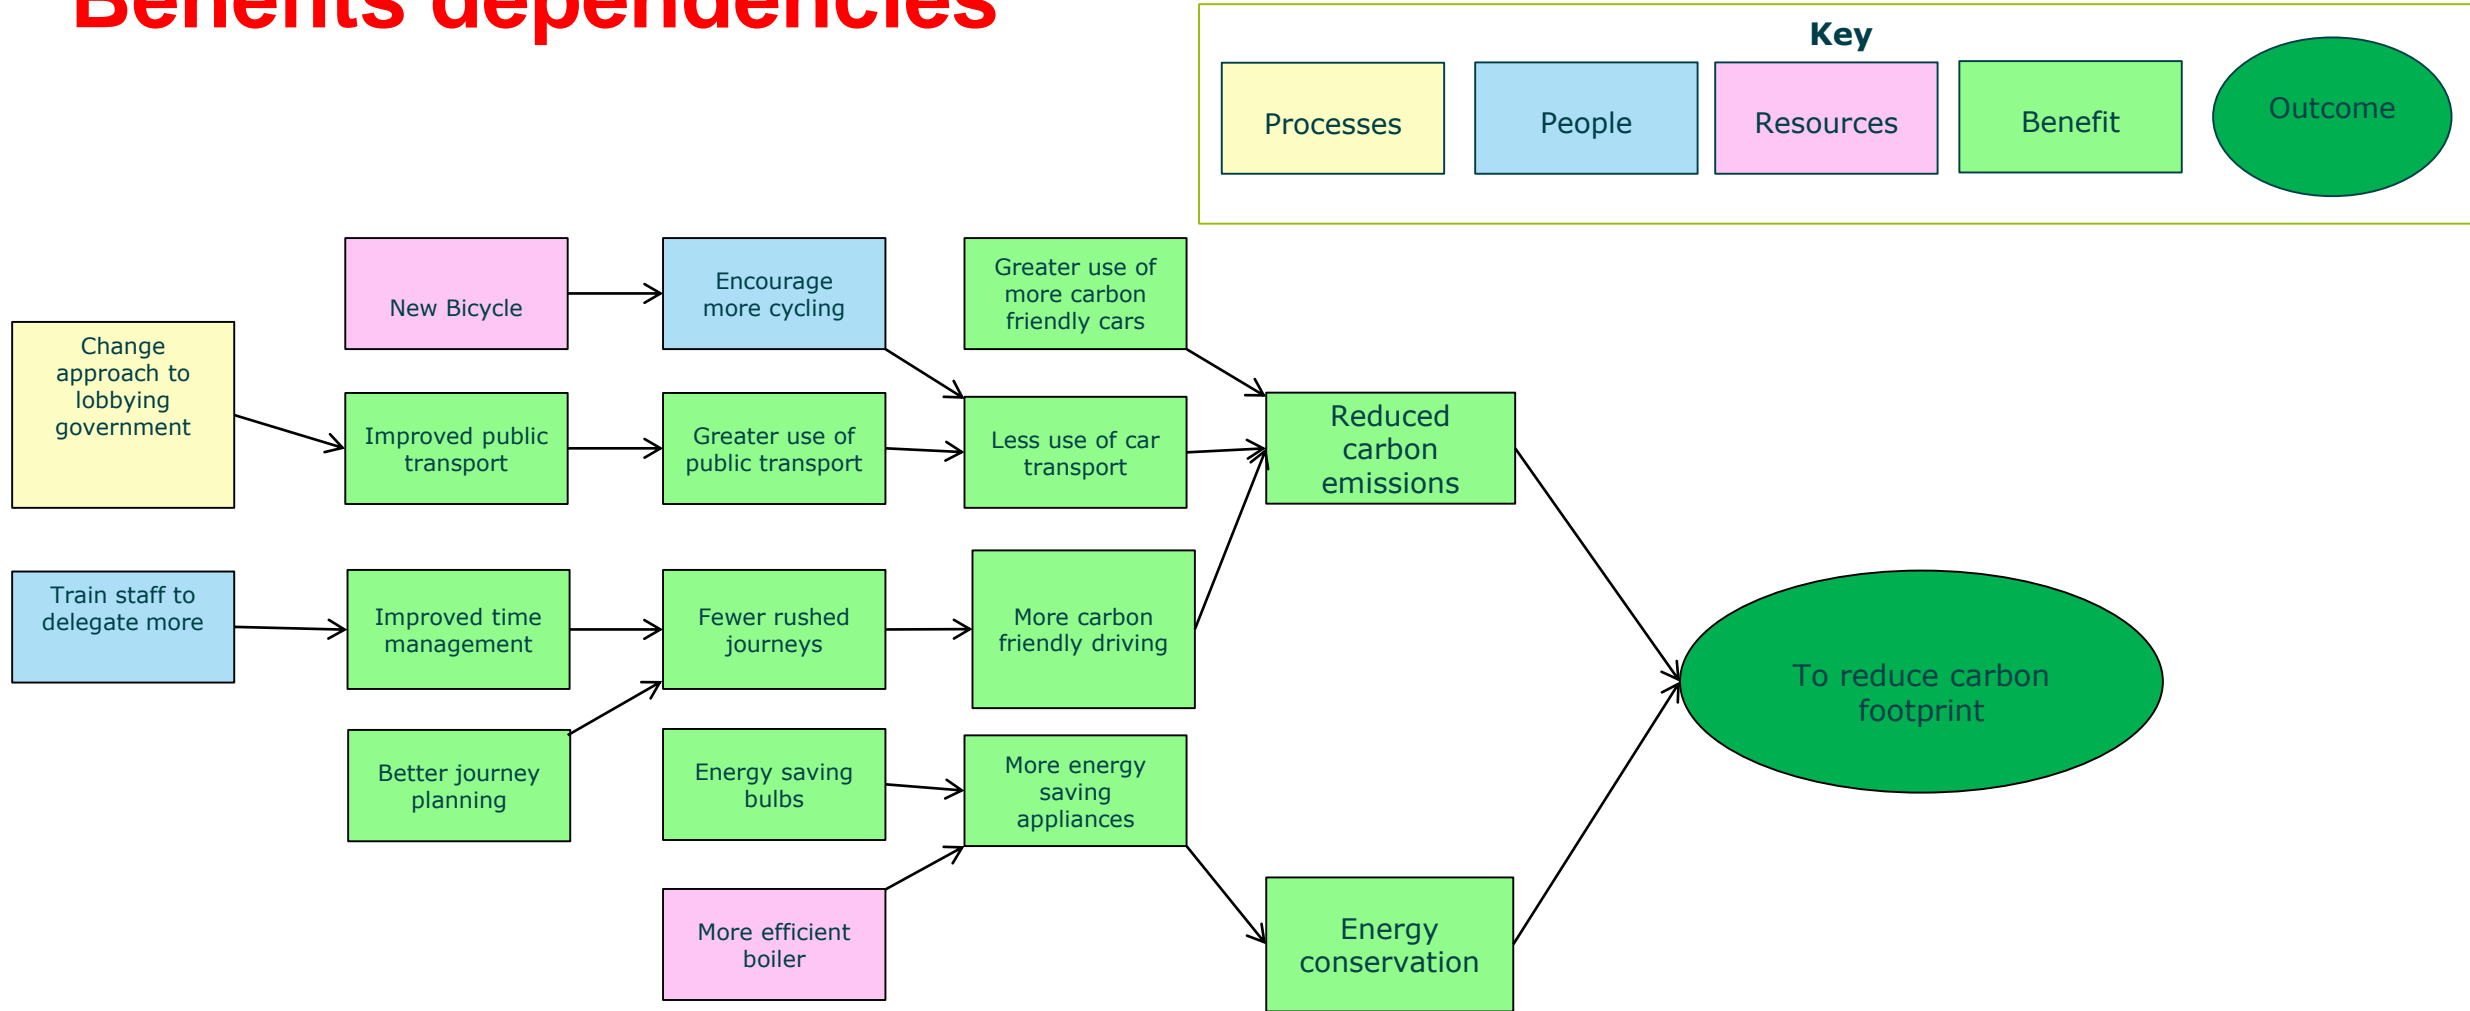 Benefits dependencies
Key
Processes
People
Resources
Benefit
Outcome
New Bicycle
Encourage
more cycling
Greater use of
more carbon
friendly cars
Change
approach to
lobbying
government
Improved public
transport
Greater use of
public transport
Less use of car
transport
Reduced
carbon
emissions
Train staff to
delegate more
Improved time
management
Fewer rushed
journeys
More carbon
friendly driving
To reduce carbon
footprint
Better journey
planning
Energy saving
bulbs
More energy
saving
appliances
More efficient
boiler
Energy
conservation